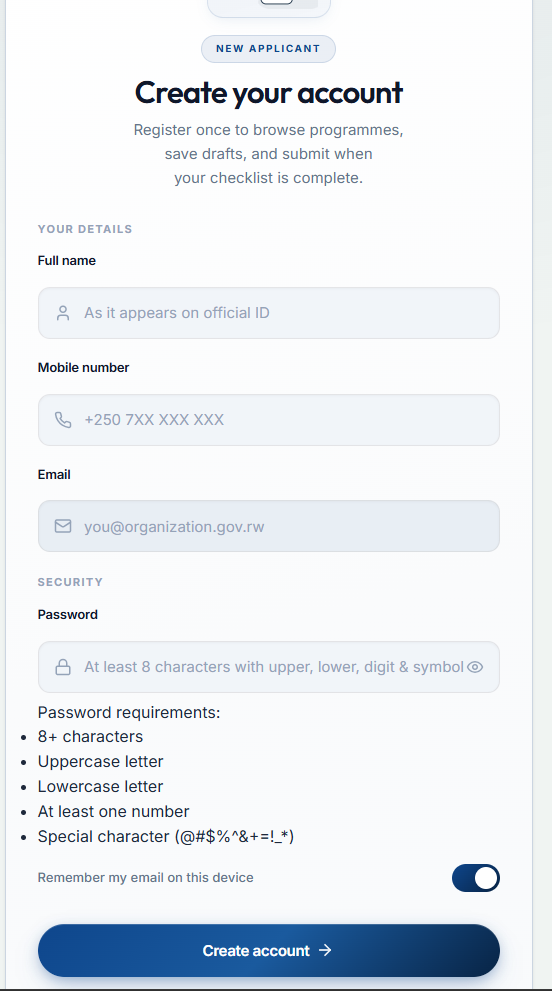 NEW APPLICANT
Create your account
Register once to browse programmes,
save drafts, and submit when
your checklist is complete.
YOUR DETAILS
Full name
As it appears on official ID
Mobile number
+250 7XX XXX XXX
Email
you@organization.gov.rw
SECURITY
Password
At least 8 characters with upper, lower, digit & symbol
Password requirements:
8+ characters
Uppercase letter
Lowercase letter
At least one number
Special character (@#$%^&+=!_*)
Remember my email on this device
Create account →